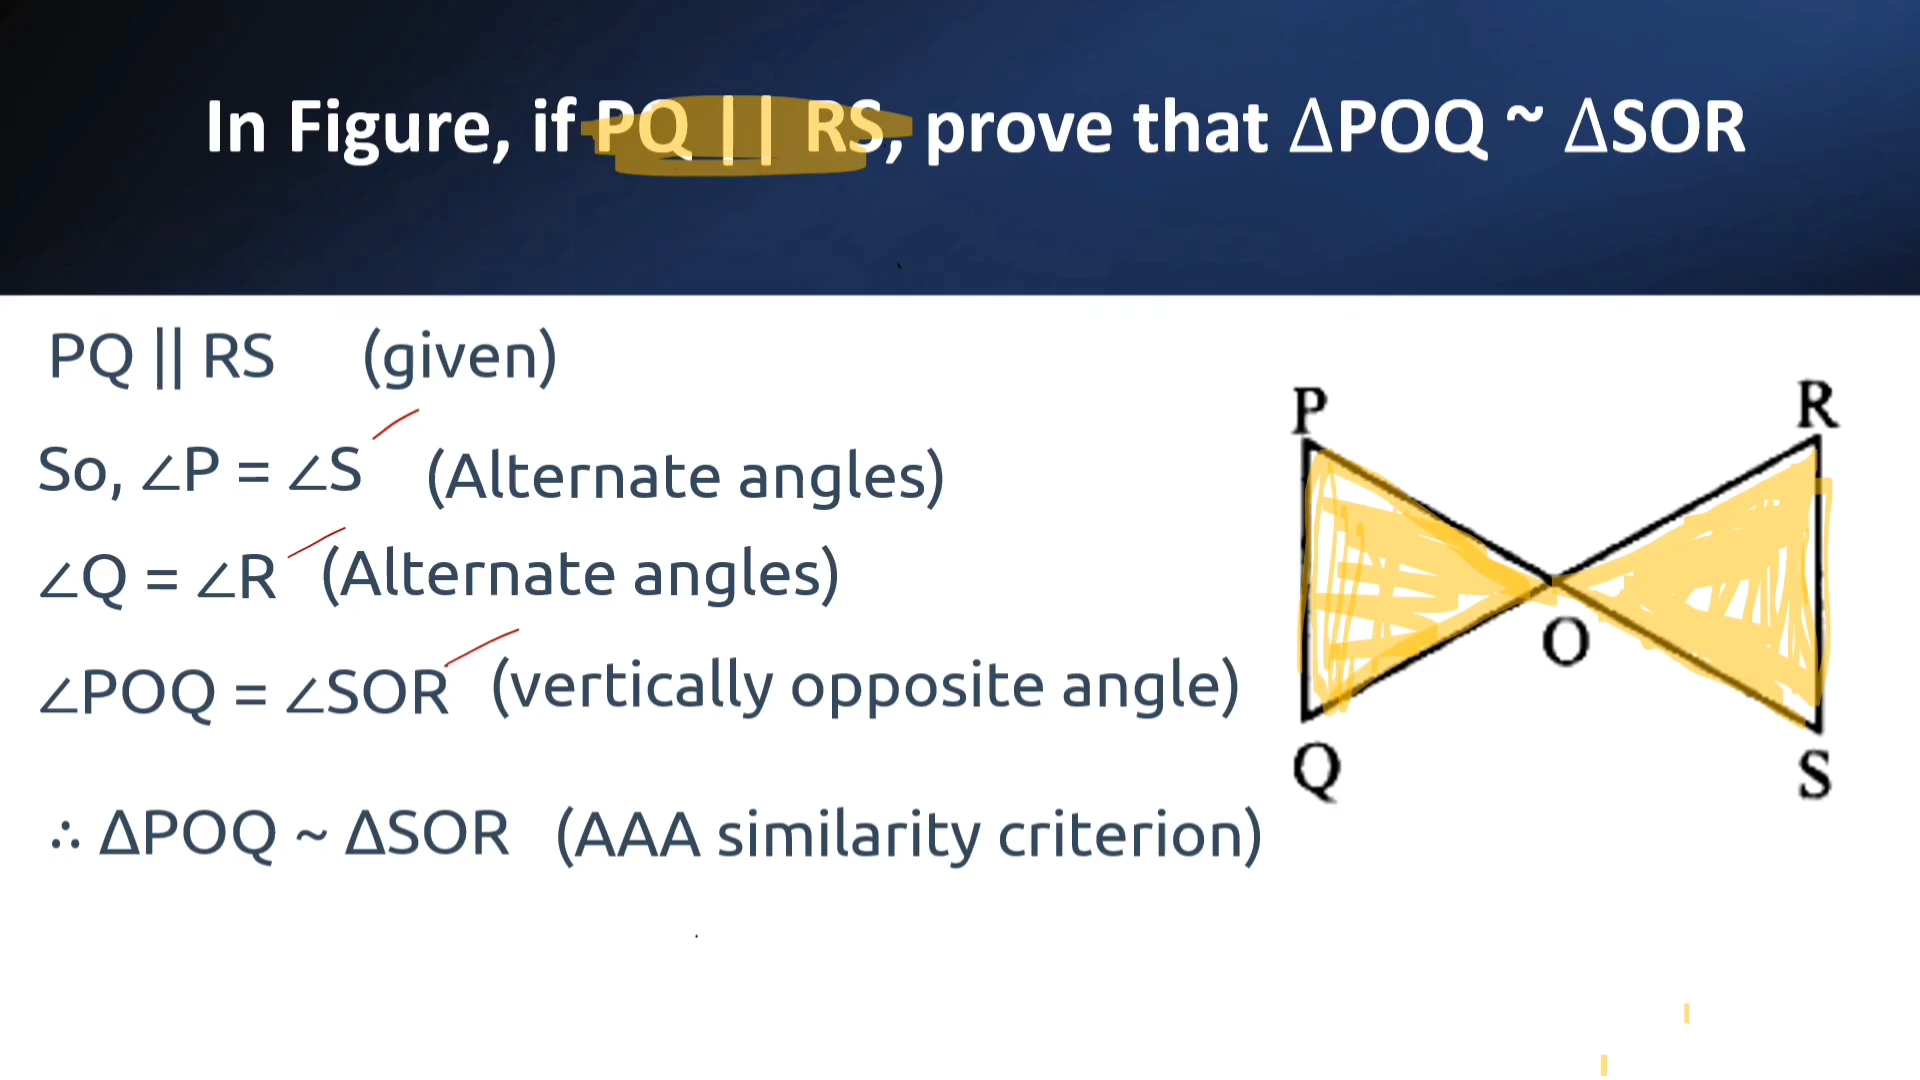 In Figure, if PQ || RS, prove that ΔPOQ ~ ΔSOR
PQ || RS (given)
So, ∠P = ∠S (Alternate angles)
∠Q = ∠R (Alternate angles)
∠POQ = ∠SOR (vertically opposite angle)
∴ ΔPOQ ~ ΔSOR (AAA similarity criterion)
P R
O
Q S